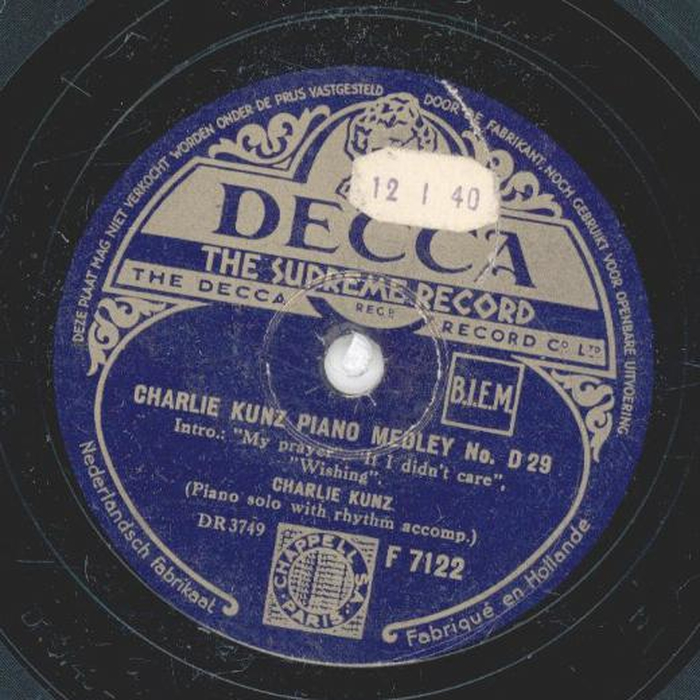 DEZE PLAAT MAG NIET VERKOCHT WORDEN ONDER DE PRIJS VASTGESTELD DOOR DE FABRIKANT, NOCH GEBRUIKT VOOR OPENBARE UITVOERING
12 1 40
DECCA
THE SUPREME RECORD
THE DECCA REGD RECORD CO LTD
B.I.E.M.
CHARLIE KUNZ PIANO MEDLEY No. D 29
Intro.: "My prayer" If I didn't care",
"Wishing".
CHARLIE KUNZ
(Piano solo with rhythm accomp.)
DR 3749
CHAPPELL S.A.
PARIS
F 7122
Nederlandsch fabrikaat
Fabriqué en Hollande